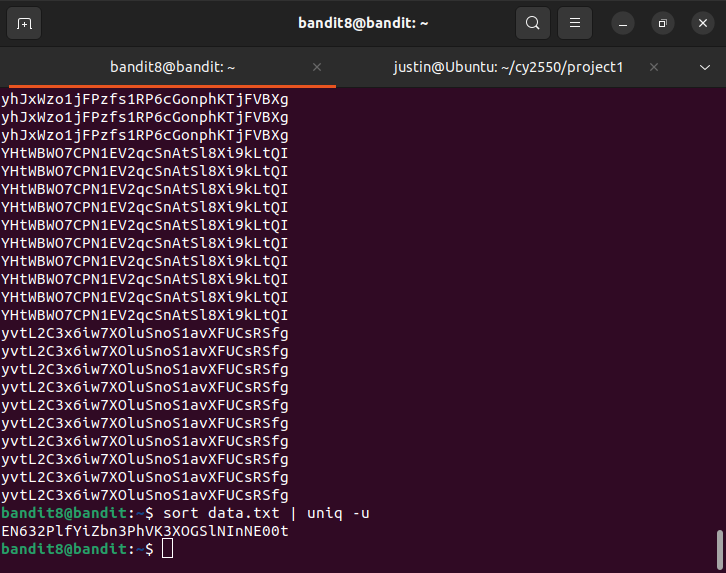 bandit8@bandit: ~
bandit8@bandit: ~
justin@Ubuntu: ~/cy2550/project1
yhJxWzo1jFPzfs1RP6cGonphKTjFVBXg
yhJxWzo1jFPzfs1RP6cGonphKTjFVBXg
yhJxWzo1jFPzfs1RP6cGonphKTjFVBXg
YHtWBWO7CPN1EV2qcSnAtSl8Xi9kLtQI
YHtWBWO7CPN1EV2qcSnAtSl8Xi9kLtQI
YHtWBWO7CPN1EV2qcSnAtSl8Xi9kLtQI
YHtWBWO7CPN1EV2qcSnAtSl8Xi9kLtQI
YHtWBWO7CPN1EV2qcSnAtSl8Xi9kLtQI
YHtWBWO7CPN1EV2qcSnAtSl8Xi9kLtQI
YHtWBWO7CPN1EV2qcSnAtSl8Xi9kLtQI
YHtWBWO7CPN1EV2qcSnAtSl8Xi9kLtQI
YHtWBWO7CPN1EV2qcSnAtSl8Xi9kLtQI
YHtWBWO7CPN1EV2qcSnAtSl8Xi9kLtQI
yvtL2C3x6iw7XOluSnoS1avXFUCsRSfg
yvtL2C3x6iw7XOluSnoS1avXFUCsRSfg
yvtL2C3x6iw7XOluSnoS1avXFUCsRSfg
yvtL2C3x6iw7XOluSnoS1avXFUCsRSfg
yvtL2C3x6iw7XOluSnoS1avXFUCsRSfg
yvtL2C3x6iw7XOluSnoS1avXFUCsRSfg
yvtL2C3x6iw7XOluSnoS1avXFUCsRSfg
yvtL2C3x6iw7XOluSnoS1avXFUCsRSfg
yvtL2C3x6iw7XOluSnoS1avXFUCsRSfg
yvtL2C3x6iw7XOluSnoS1avXFUCsRSfg
bandit8@bandit:~$ sort data.txt | uniq -u
EN632PlfYiZbn3PhVK3XOGSlNInNE00t
bandit8@bandit:~$